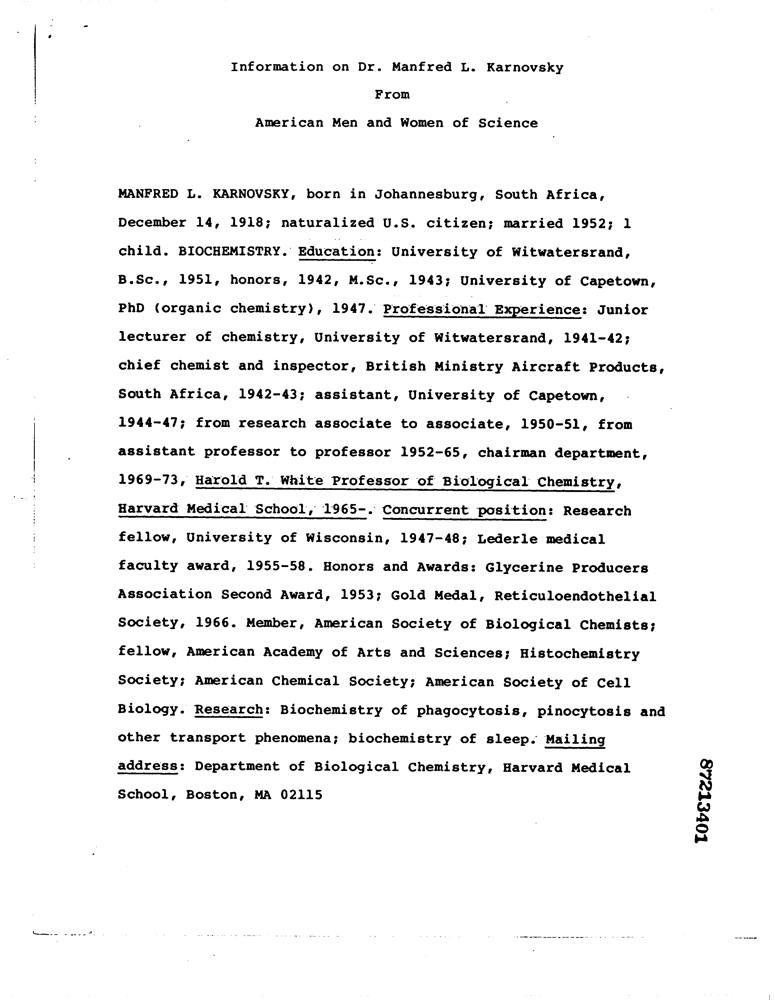 Information on Dr. Manfred L. Karnovsky
From
American Men and Women of Science
MANFRED L. KARNOVSKY, born in Johannesburg, South Africa,
December 14, 1918; naturalized U.S. citizen; married 1952; 1
child. BIOCHEMISTRY. Education: University of Witwatersrand,
B.Sc., 1951, honors, 1942, M.Sc., 1943; University of Capetown,
PhD (organic chemistry), 1947. Professional Experience: Junior
lecturer of chemistry, University of Witwatersrand, 1941-42;
chief chemist and inspector, British Ministry Aircraft Products,
South Africa, 1942-43; assistant, University of Capetown,
1944-47; from research associate to associate, 1950-51, from
assistant professor to professor 1952-65, chairman department,
1969-73, Harold T. White Professor of Biological Chemistry,
Harvard Medical School, 1965-. Concurrent position: Research
fellow, University of Wisconsin, 1947-48; Lederle medical
faculty award, 1955-58. Honors and Awards: Glycerine Producers
Association Second Award, 1953; Gold Medal, Reticuloendothelial
Society, 1966. Member, American Society of Biological Chemists;
fellow, American Academy of Arts and Sciences; Histochemistry
Society; American Chemical Society; American Society of Cell
Biology. Research: Biochemistry of phagocytosis, pinocytosis and
other transport phenomena; biochemistry of sleep. Mailing
address: Department of Biological Chemistry, Harvard Medical
School, Boston, MA 02115
87213401